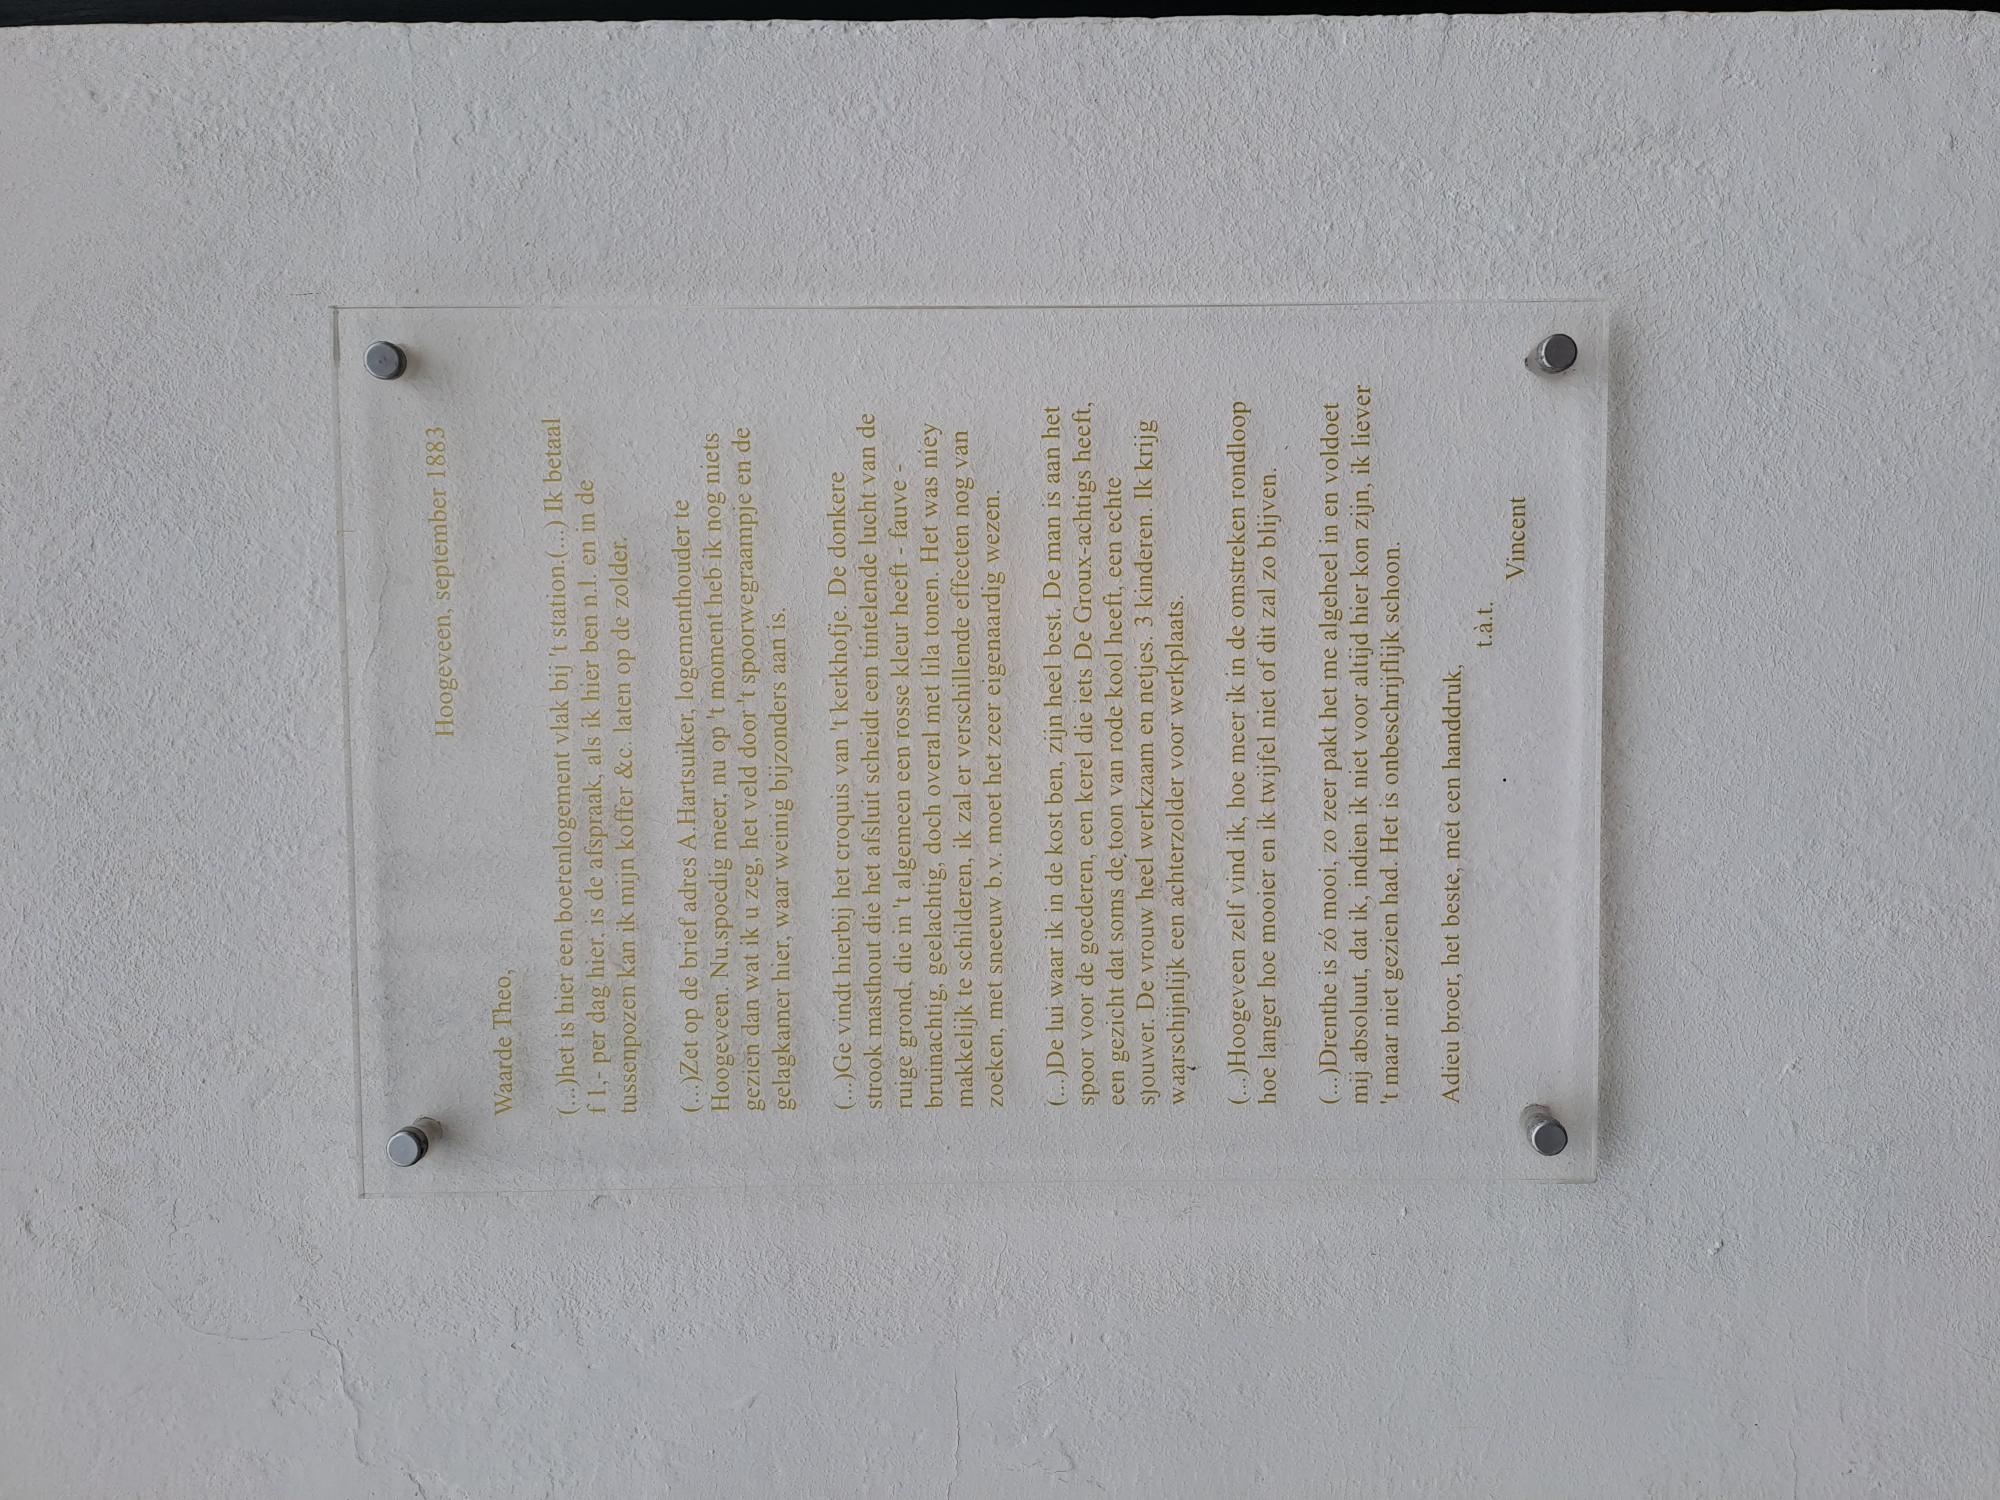 Hoogeveen, september 1883
Waarde Theo,
(...)het is hier een boerenlogement vlak bij 't station.(...) Ik betaal
f 1,- per dag hier. is de afspraak, als ik hier ben n.l. en in de
tussenpozen kan ik mijn koffer &c. laten op de zolder.
(...)Zet op de brief adres A.Hartsuiker, logementhouder te
Hoogeveen. Nu.spoedig meer, nu op 't moment heb ik nog niets
gezien dan wat ik u zeg, het veld door 't spoorwegraampje en de
gelagkamer hier, waar weinig bijzonders aan is.
(...)Ge vindt hierbij het croquis van 't kerkhofje. De donkere
strook masthout die het afsluit scheidt een tintelende lucht van de
ruige grond, die in 't algemeen een rosse kleur heeft - fauve -
bruinachtig, geelachtig, doch overal met lila tonen. Het was niey
makkelijk te schilderen, ik zal er verschillende effecten nog van
zoeken, met sneeuw b.v. moet het zeer eigenaardig wezen.
(...)De lui waar ik in de kost ben, zijn heel best. De man is aan het
spoor voor de goederen, een kerel die iets De Groux-achtigs heeft,
een gezicht dat soms de toon van rode kool heeft, een echte
sjouwer. De vrouw heel werkzaam en netjes. 3 kinderen. Ik krijg
waarschijnlijk een achterzolder voor werkplaats.
(...)Hoogeveen zelf vind ik, hoe meer ik in de omstreken rondloop
hoe langer hoe mooier en ik twijfel niet of dit zal zo blijven.
(...)Drenthe is zó mooi, zo zeer pakt het me algeheel in en voldoet
mij absoluut, dat ik, indien ik niet voor altijd hier kon zijn, ik liever
't maar niet gezien had. Het is onbeschrijflijk schoon.
Adieu broer, het beste, met een handdruk,
t.à.t.
Vincent